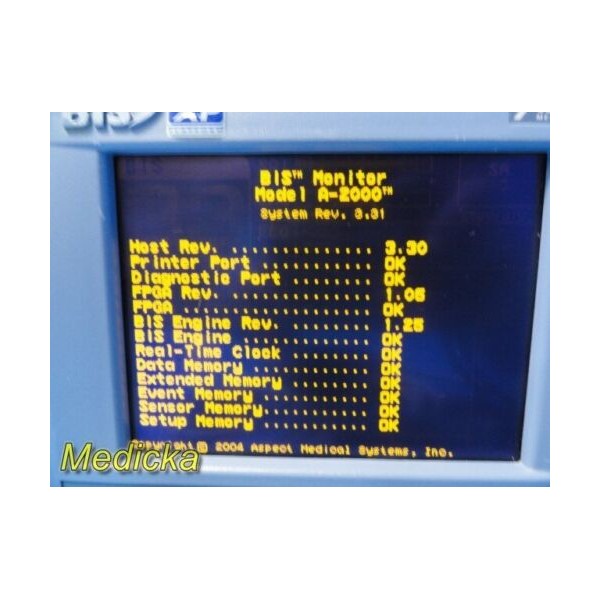 BIS XP
BIS™ Monitor
Model A-2000™
System Rev. 3.01
Host Rev. ............... 3.30
Printer Port ............ OK
Diagnostic Port ......... OK
FPGA Rev. ............... 1.06
FPGA .................... OK
BIS Engine Rev. ......... 1.25
BIS Engine .............. OK
Real-Time Clock ......... OK
Data Memory ............. OK
Extended Memory ......... OK
Event Memory ............ OK
Sensor Memory ........... OK
Setup Memory ............ OK
Copyright © 2004 Aspect Medical Systems, Inc.
Medicka